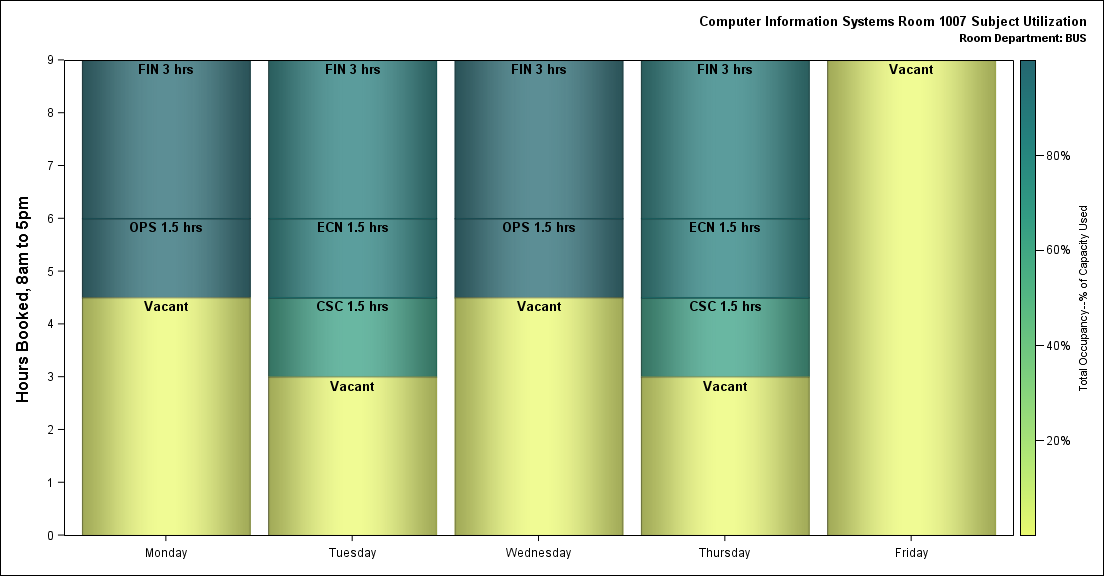 Computer Information Systems Room 1007 Subject Utilization
Room Department: BUS
Hours Booked, 8am to 5pm
9
8
7
6
5
4
3
2
1
0
FIN 3 hrs
OPS 1.5 hrs
Vacant
FIN 3 hrs
ECN 1.5 hrs
CSC 1.5 hrs
Vacant
FIN 3 hrs
OPS 1.5 hrs
Vacant
FIN 3 hrs
ECN 1.5 hrs
CSC 1.5 hrs
Vacant
Vacant
Monday
Tuesday
Wednesday
Thursday
Friday
80%
60%
40%
20%
Total Occupancy--% of Capacity Used